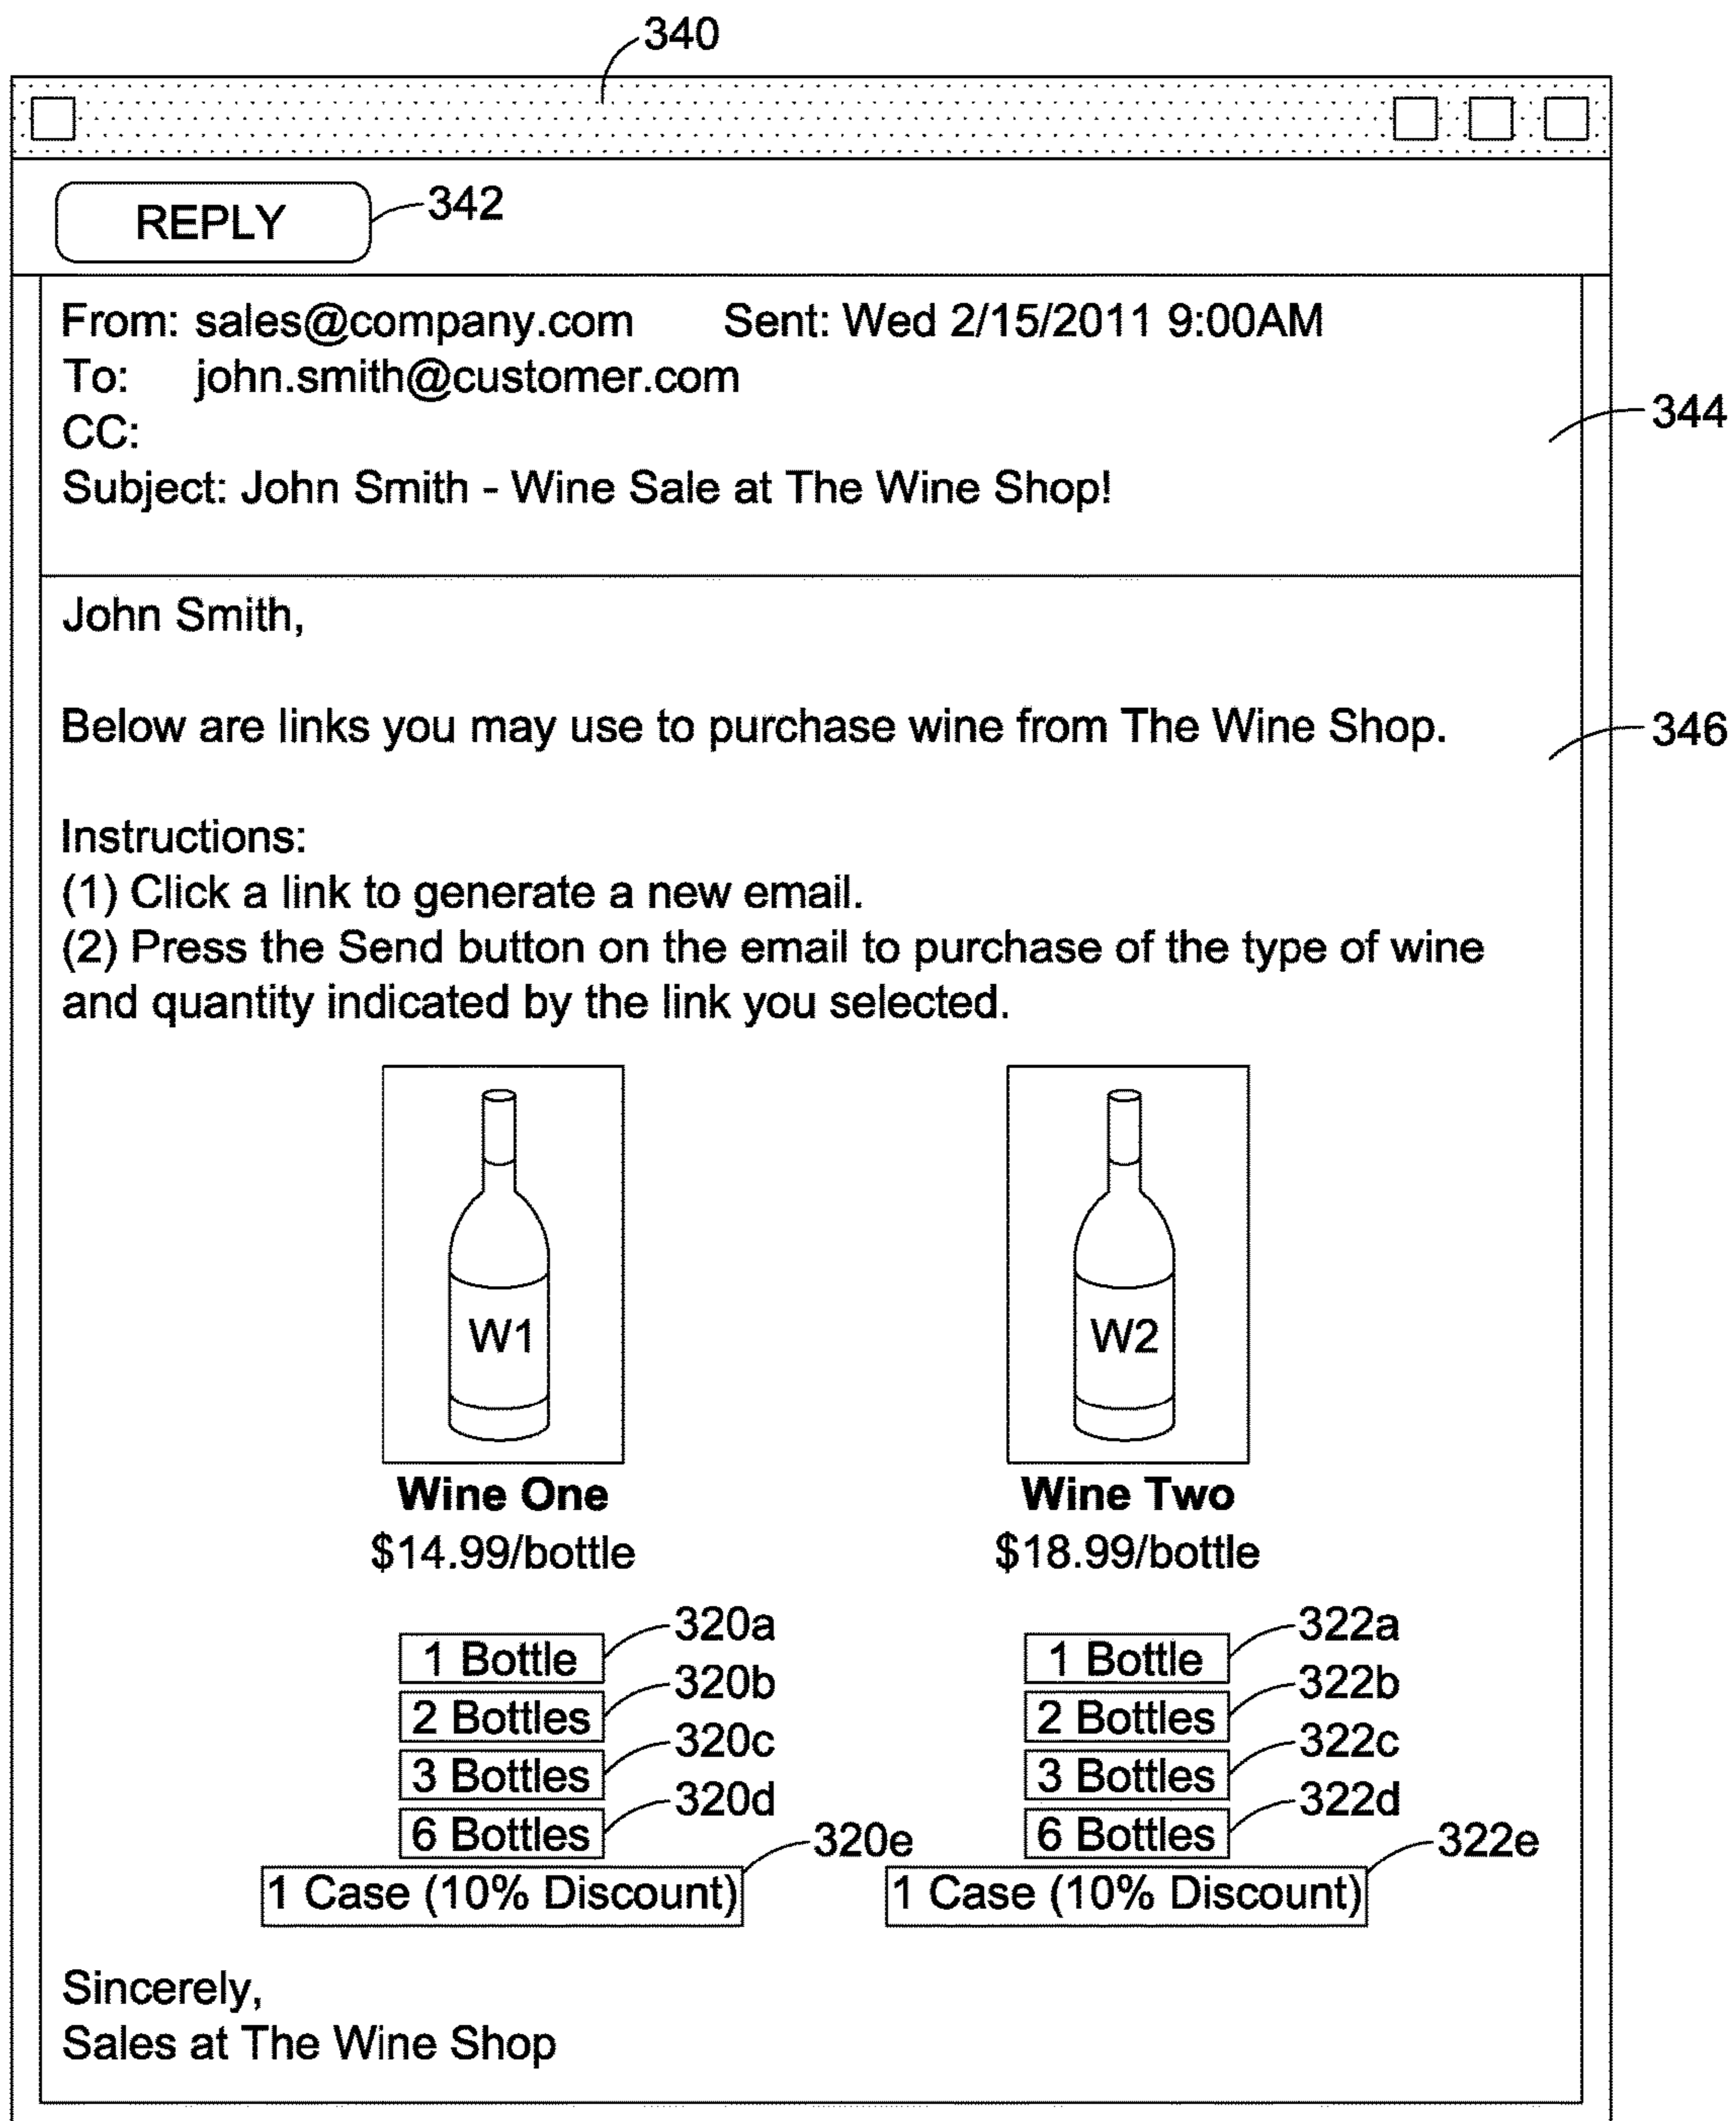 340
REPLY 342
From: sales@company.com Sent: Wed 2/15/2011 9:00AM
To: john.smith@customer.com
CC:
344
Subject: John Smith - Wine Sale at The Wine Shop!
John Smith,
Below are links you may use to purchase wine from The Wine Shop.
346
Instructions:
(1) Click a link to generate a new email.
(2) Press the Send button on the email to purchase of the type of wine
and quantity indicated by the link you selected.
W1 W2
Wine One Wine Two
$14.99/bottle $18.99/bottle
1 Bottle 320a 1 Bottle 322a
2 Bottles 320b 2 Bottles 322b
3 Bottles 320c 3 Bottles 322c
6 Bottles 320d 6 Bottles 322d
1 Case (10% Discount) 320e 1 Case (10% Discount) 322e
Sincerely,
Sales at The Wine Shop